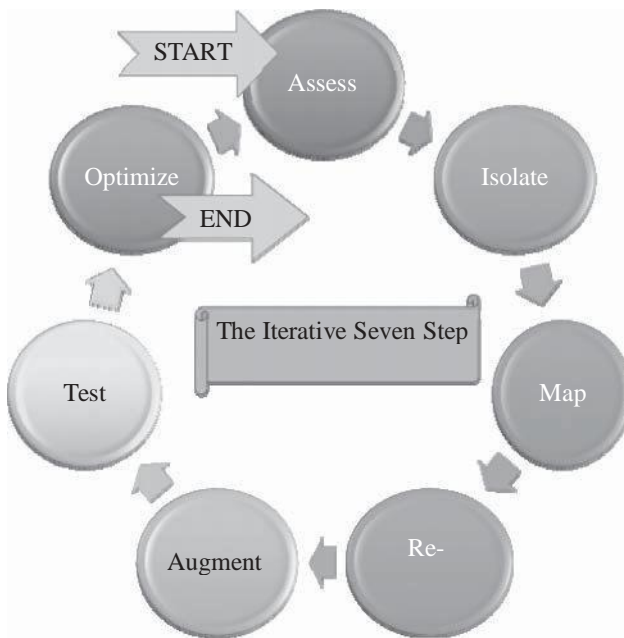 START
Assess
Isolate
Map
Re-
Augment
Test
Optimize
END
The Iterative Seven Step